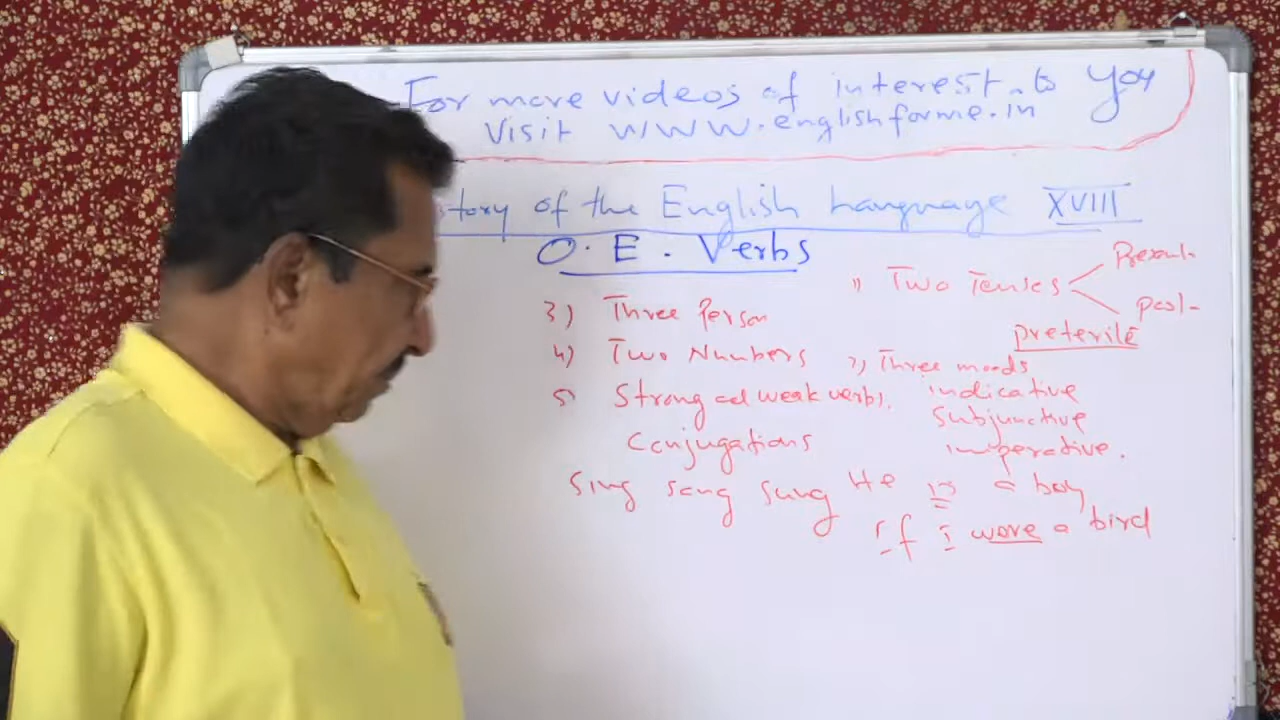 For more videos of interest to you
Visit www.englishforme.in
story of the English Language XVIII
O.E. Verbs
1) Two Tenses
Present
past
preterite
2) Three moods
indicative
Subjunctive
imperative.
3) Three Person
4) Two Numbers
5) Strong and weak verbs.
Conjugations
Sing sang sung
He is a boy
If I were a bird